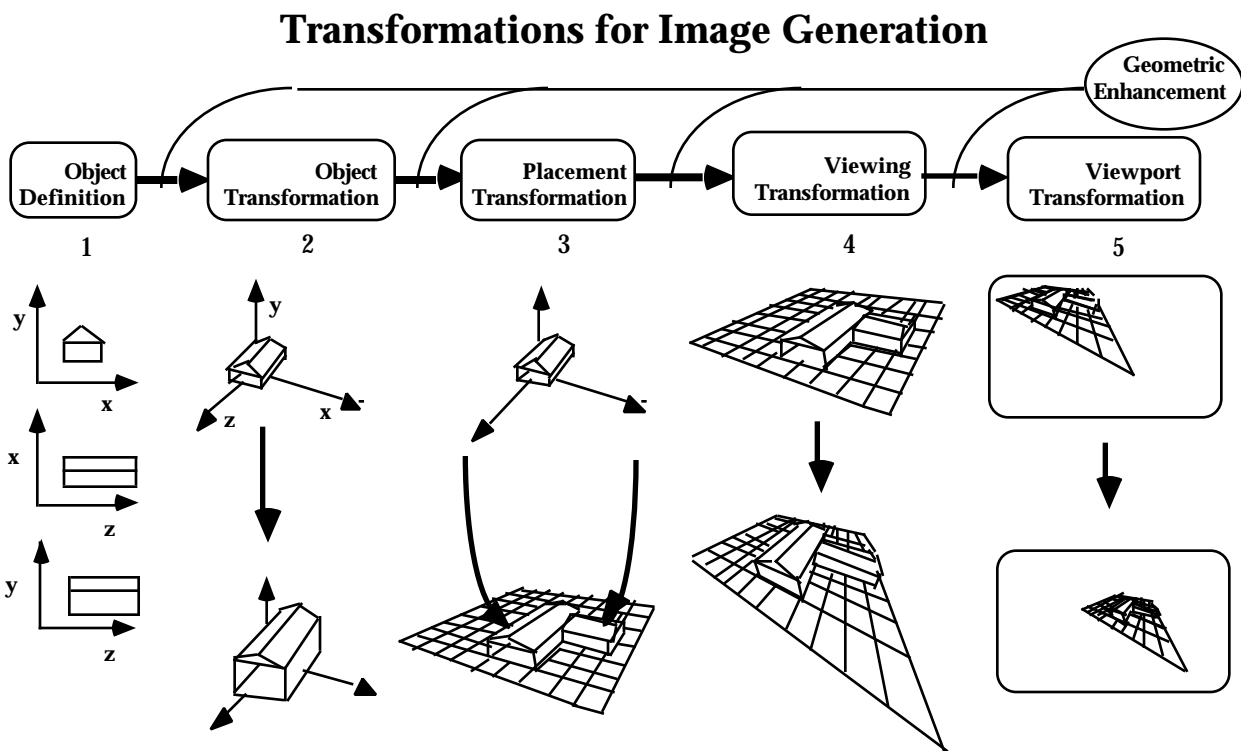 Transformations for Image Generation
Geometric
Enhancement
Object
Definition
Object
Transformation
Placement
Transformation
Viewing
Transformation
Viewport
Transformation
1
2
3
4
5
y
x
x
z
y
z
y
z
x